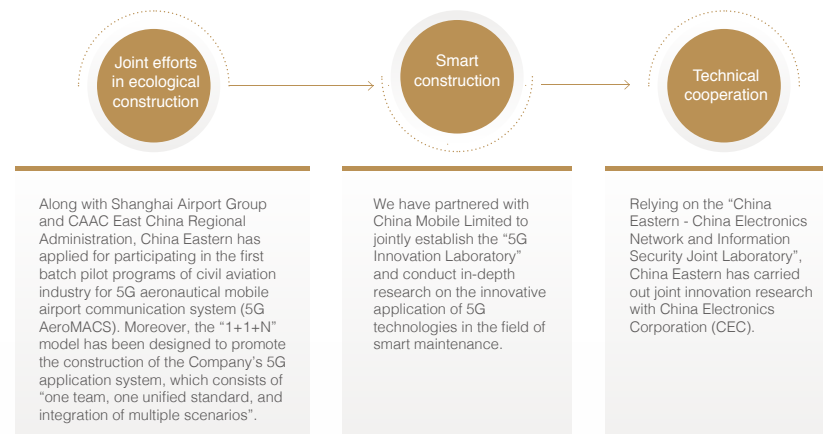 Joint efforts
in ecological
construction
Smart
construction
Technical
cooperation
Along with Shanghai Airport Group
and CAAC East China Regional
Administration, China Eastern has
applied for participating in the first
batch pilot programs of civil aviation
industry for 5G aeronautical mobile
airport communication system (5G
AeroMACS). Moreover, the “1+1+N”
model has been designed to promote
the construction of the Company’s 5G
application system, which consists of
“one team, one unified standard, and
integration of multiple scenarios”.
We have partnered with
China Mobile Limited to
jointly establish the “5G
Innovation Laboratory”
and conduct in-depth
research on the innovative
application of 5G
technologies in the field of
smart maintenance.
Relying on the “China
Eastern - China Electronics
Network and Information
Security Joint Laboratory”,
China Eastern has carried
out joint innovation research
with China Electronics
Corporation (CEC).